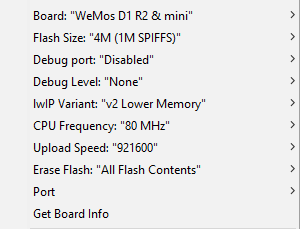 Board: "WeMos D1 R2 & mini"
Flash Size: "4M (1M SPIFFS)"
Debug port: "Disabled"
Debug Level: "None"
lwIP Variant: "v2 Lower Memory"
CPU Frequency: "80 MHz"
Upload Speed: "921600"
Erase Flash: "All Flash Contents"
Port
Get Board Info